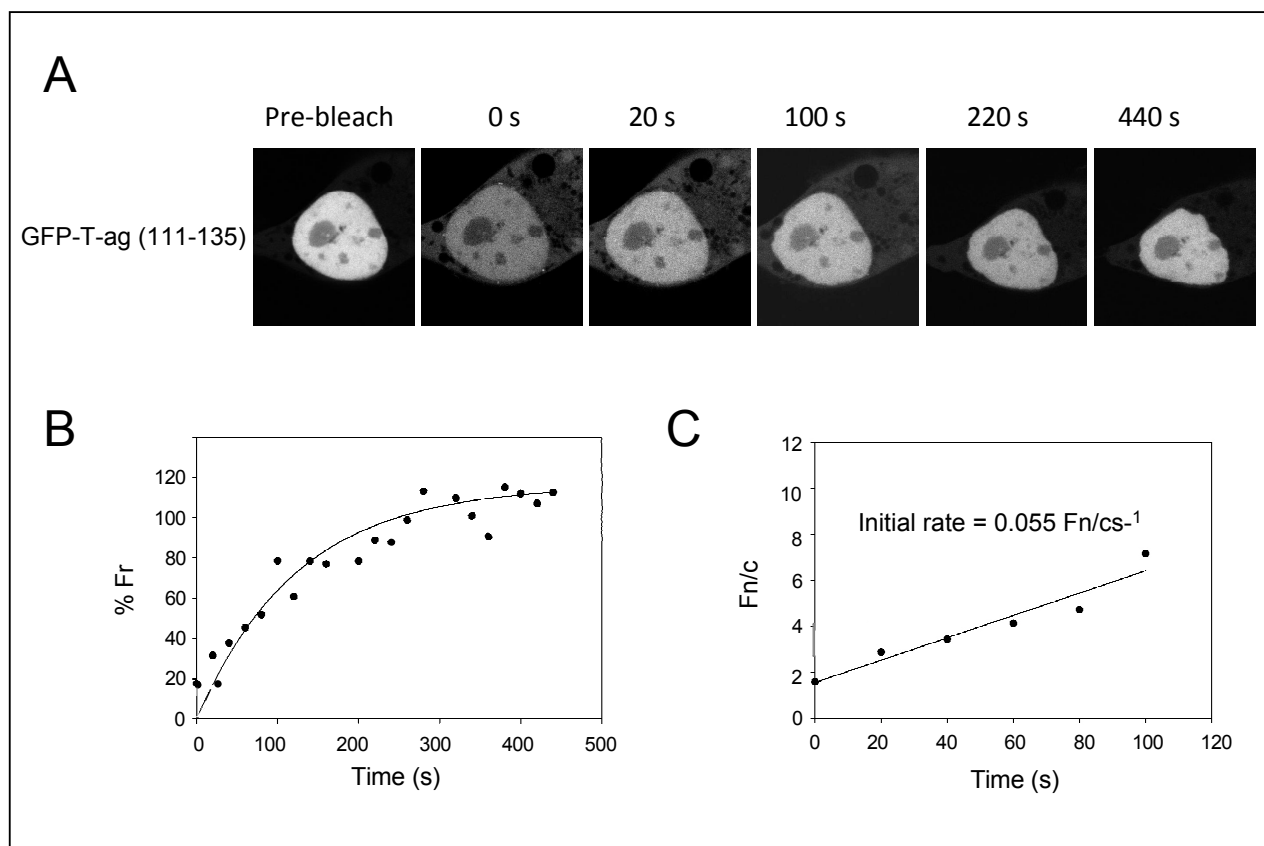 A
Pre-bleach 0 s 20 s 100 s 220 s 440 s
GFP-T-ag (111-135)
B
120
100
80
60
40
20
0
% Fr
0 100 200 300 400 500
Time (s)
C
12
10
8
6
4
2
0
Fn/c
Initial rate = 0.055 Fn/cs-1
0 20 40 60 80 100 120
Time (s)